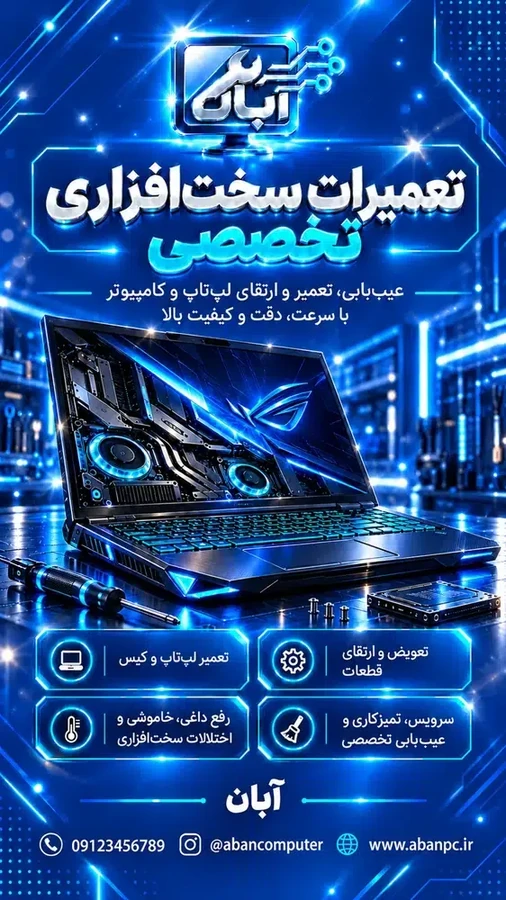 آبان
تعمیرات سخت‌افزاری
تخصصی
عیب‌یابی، تعمیر و ارتقای لپ‌تاپ و کامپیوتر
با سرعت، دقت و کیفیت بالا
تعویض و ارتقای
قطعات
تعمیر لپ‌تاپ و کیس
سرویس، تمیزکاری و
عیب‌یابی تخصصی
رفع داغی، خاموشی و
اختلالات سخت‌افزاری
آبان
09123456789 @abancomputer www.abanpc.ir